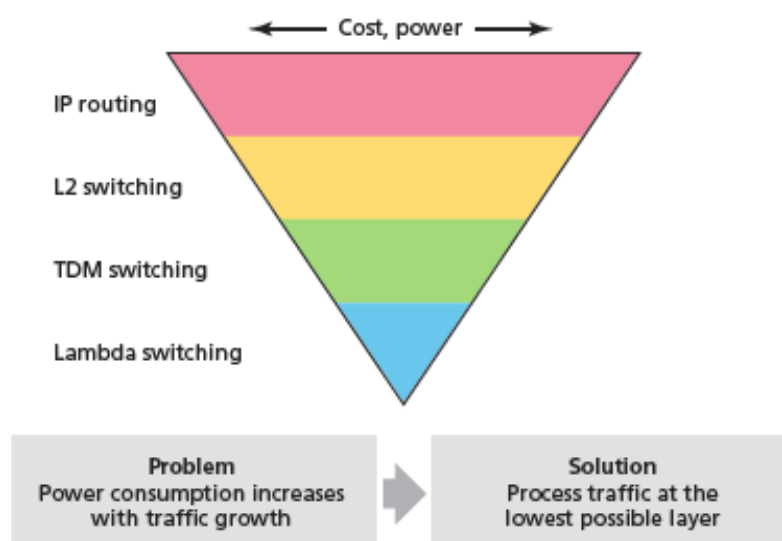 Cost, power
IP routing
L2 switching
TDM switching
Lambda switching
Problem
Power consumption increases
with traffic growth
Solution
Process traffic at the
lowest possible layer